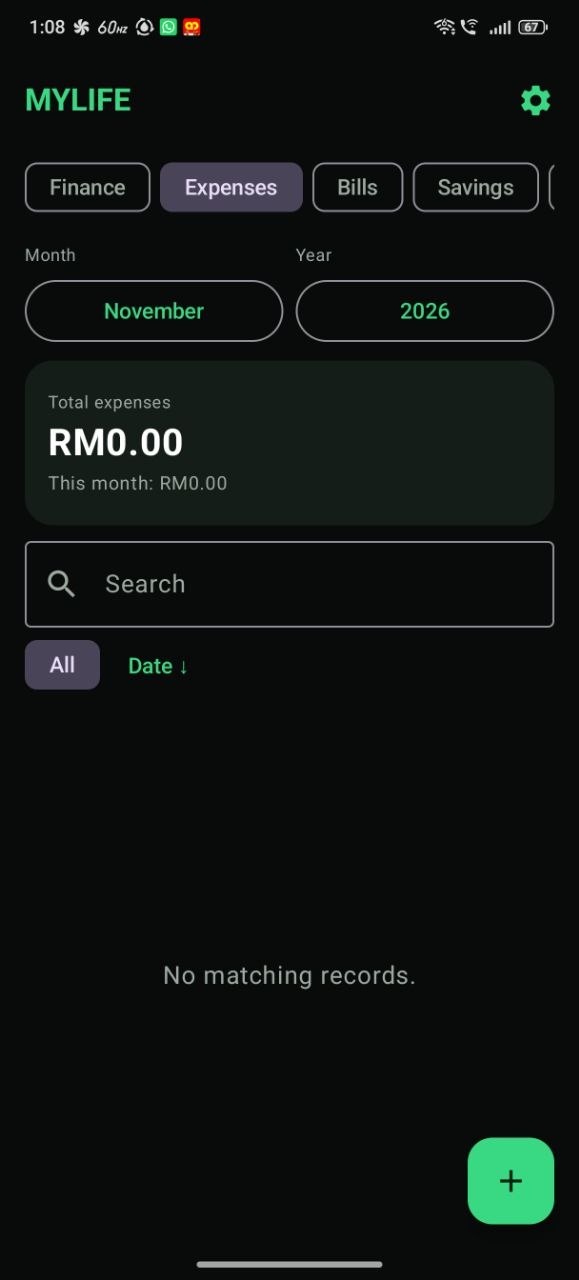 1:08 60HZ 67
MYLIFE
Finance Expenses Bills Savings
Month Year
November 2026
Total expenses
RM0.00
This month: RM0.00
Search
All Date ↓
No matching records.
+